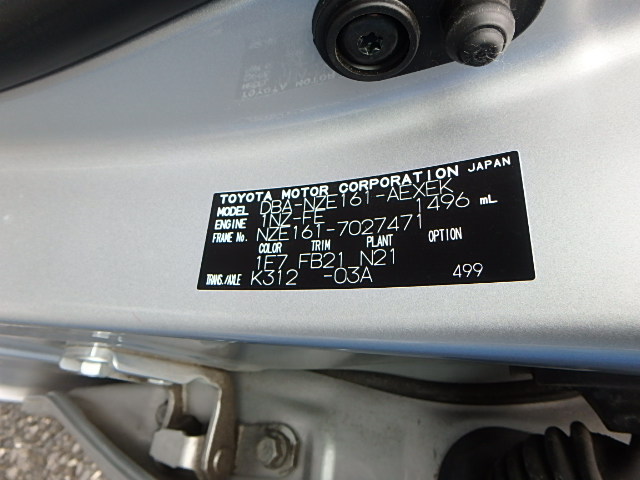 TOYOTA MOTOR CORPORATION JAPAN
MODEL DBA-NZE161-AEXEK
ENGINE 1NZ-FE 1496 mL
FRAME No. NZE161-7027471
COLOR TRIM PLANT OPTION
1E7 FB21 N21
TRANS./AXLE K312 -03A 499